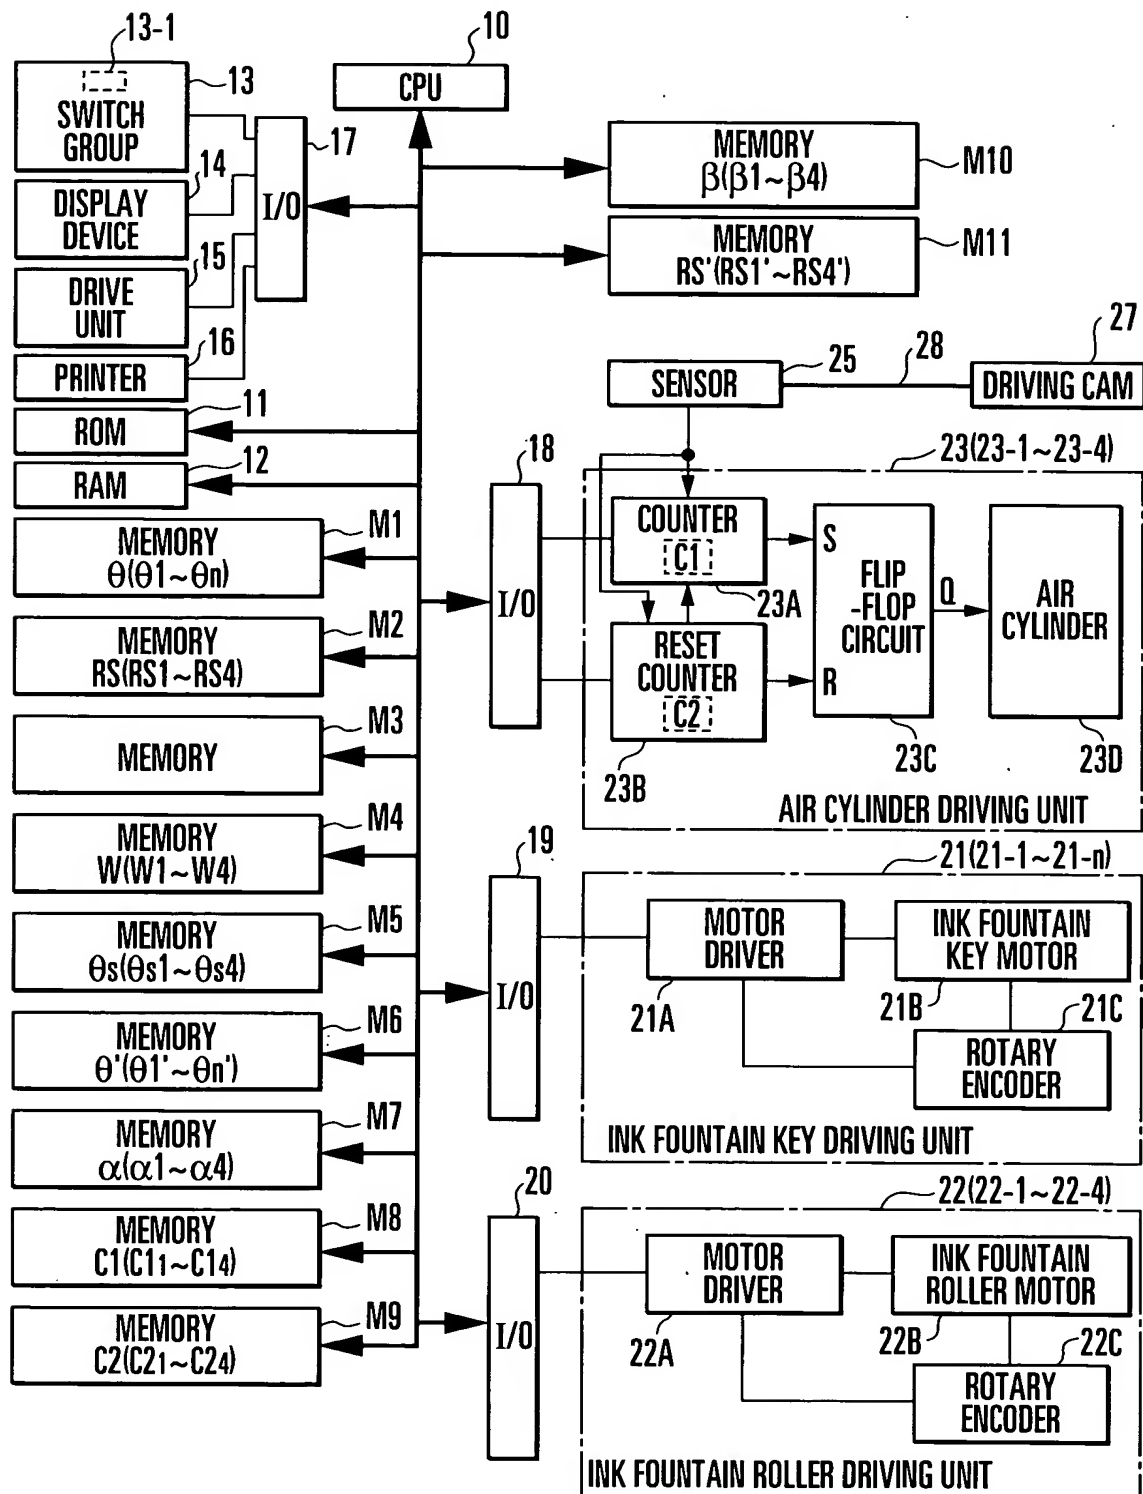 13-1
10
13
CPU
SWITCH
GROUP
17
14
DISPLAY
DEVICE
I/O
15
DRIVE
UNIT
16
PRINTER
11
ROM
12
RAM
MEMORY
β(β1~β4)
M10
MEMORY
RS'(RS1'~RS4')
M11
27
25
28
SENSOR
DRIVING CAM
18
23(23-1~23-4)
M1
MEMORY
θ(θ1~θn)
M2
MEMORY
RS(RS1~RS4)
M3
MEMORY
M4
MEMORY
W(W1~W4)
M5
MEMORY
θs(θs1~θs4)
M6
MEMORY
θ'(θ1'~θn')
M7
MEMORY
α(α1~α4)
M8
MEMORY
C1(C11~C14)
M9
MEMORY
C2(C21~C24)
I/O
COUNTER
C1
23A
RESET
COUNTER
C2
23B
S
R
FLIP
-FLOP
CIRCUIT
Q
23C
AIR
CYLINDER
23D
AIR CYLINDER DRIVING UNIT
19
21(21-1~21-n)
I/O
MOTOR
DRIVER
21A
INK FOUNTAIN
KEY MOTOR
21B
21C
ROTARY
ENCODER
INK FOUNTAIN KEY DRIVING UNIT
20
22(22-1~22-4)
I/O
MOTOR
DRIVER
22A
INK FOUNTAIN
ROLLER MOTOR
22B
22C
ROTARY
ENCODER
INK FOUNTAIN ROLLER DRIVING UNIT